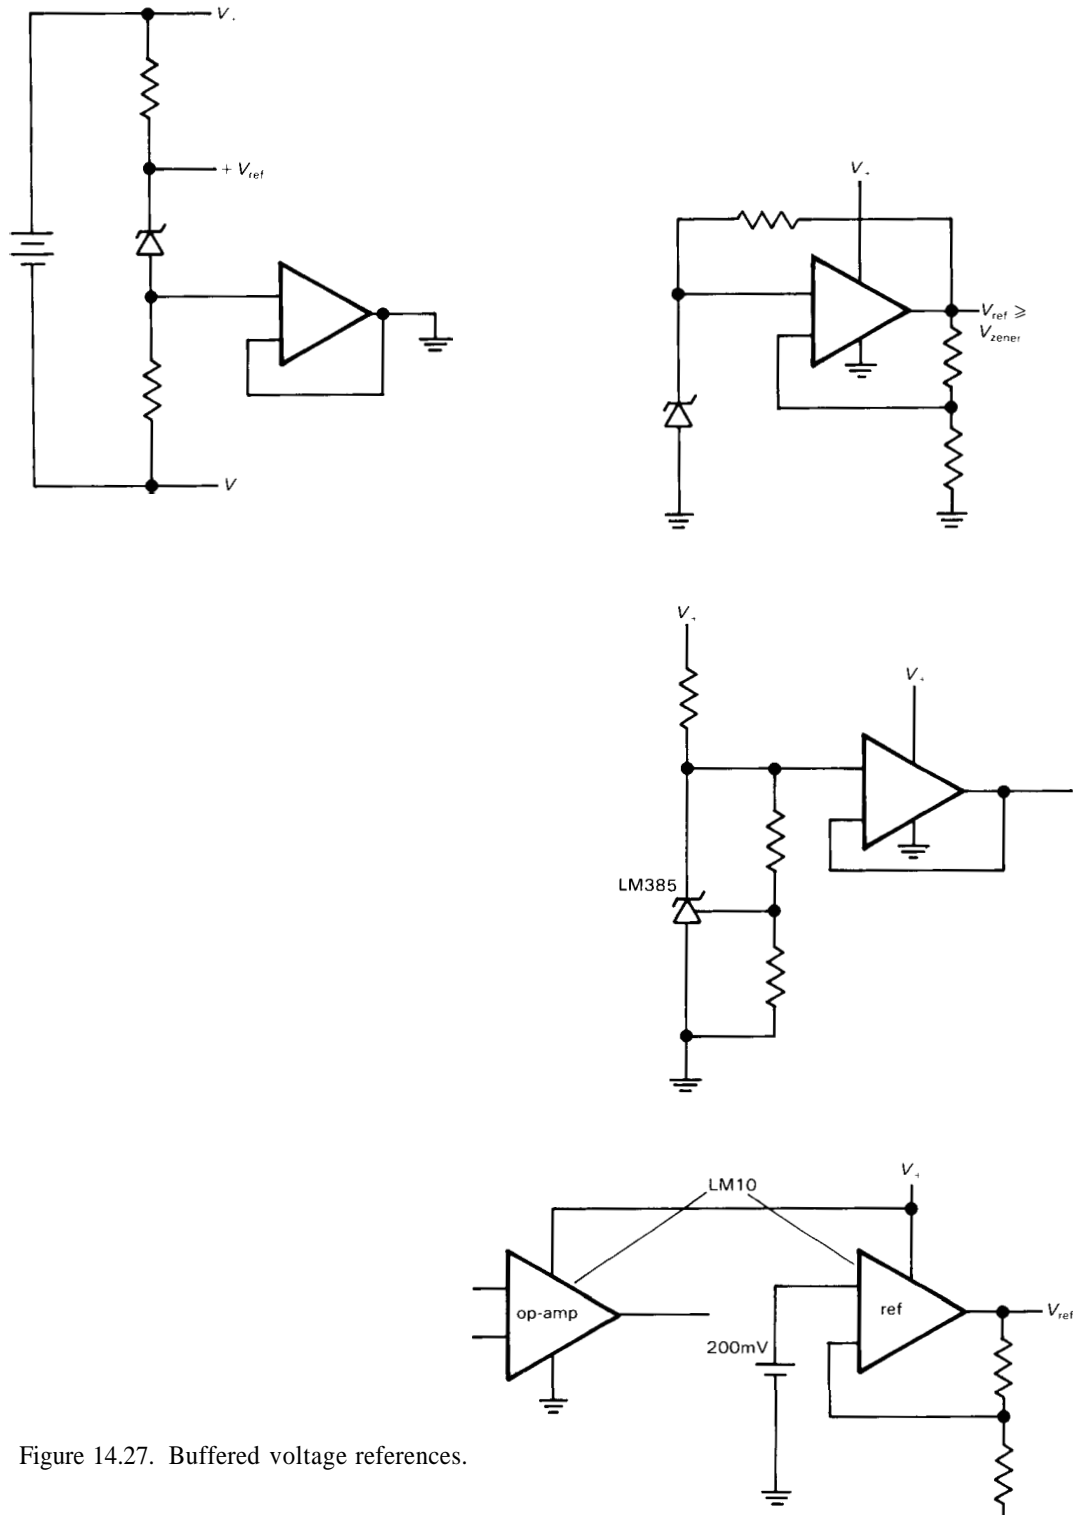 V.
+ Vref
V
V.
Vref ⩾
Vzener
V+
V.
LM385
LM10
V+
op-amp
ref
Vref
200mV
Figure 14.27. Buffered voltage references.